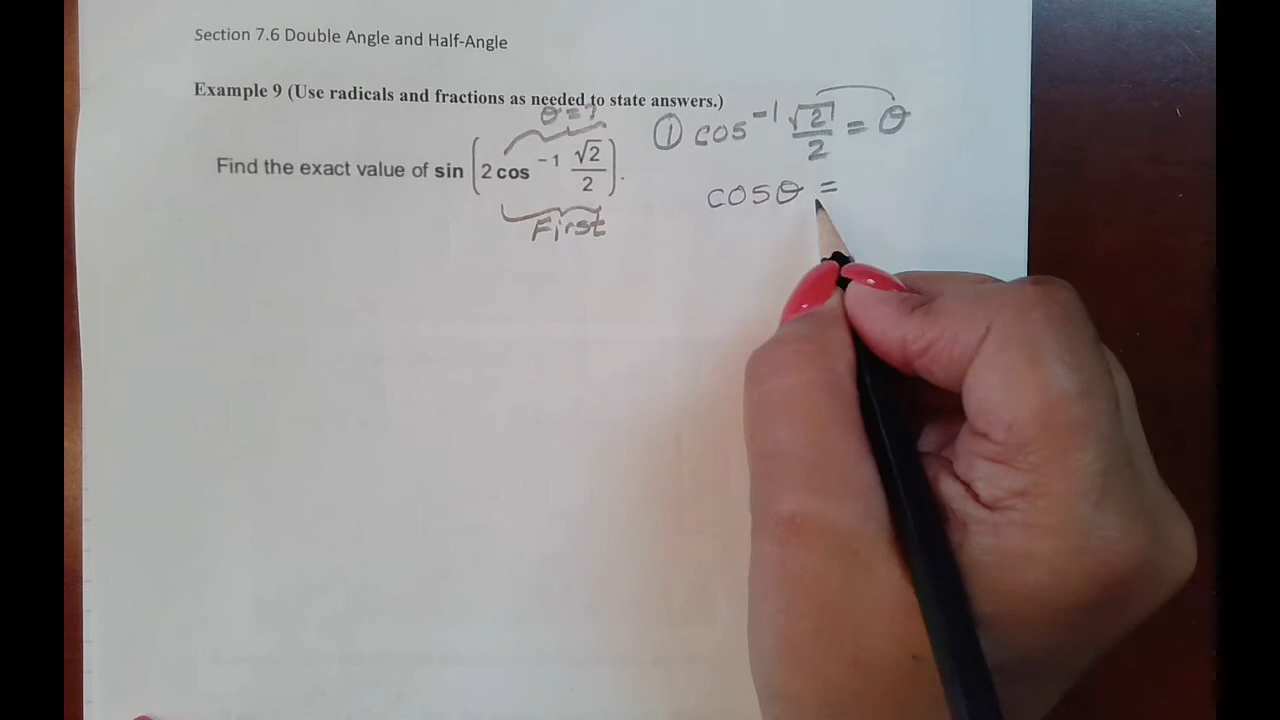 Section 7.6 Double Angle and Half-Angle
Example 9 (Use radicals and fractions as needed to state answers.)
θ = ?
Find the exact value of sin (2 cos⁻¹ √2/2).
First
① cos⁻¹ √2/2 = θ
cosθ =